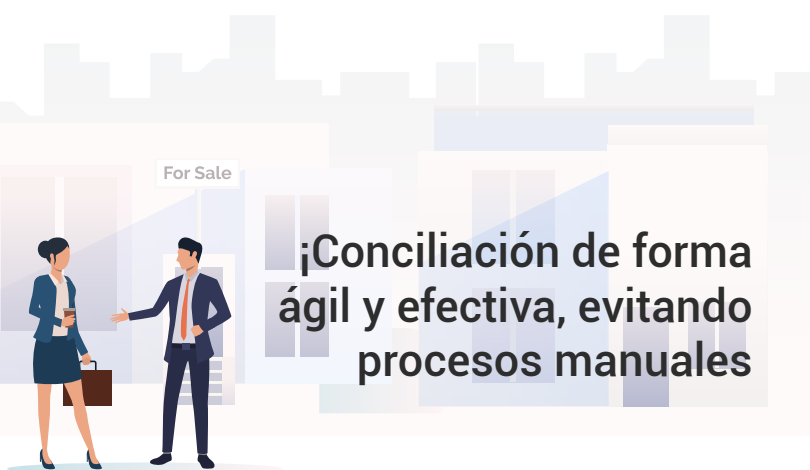 For Sale
¡Conciliación de forma
ágil y efectiva, evitando
procesos manuales